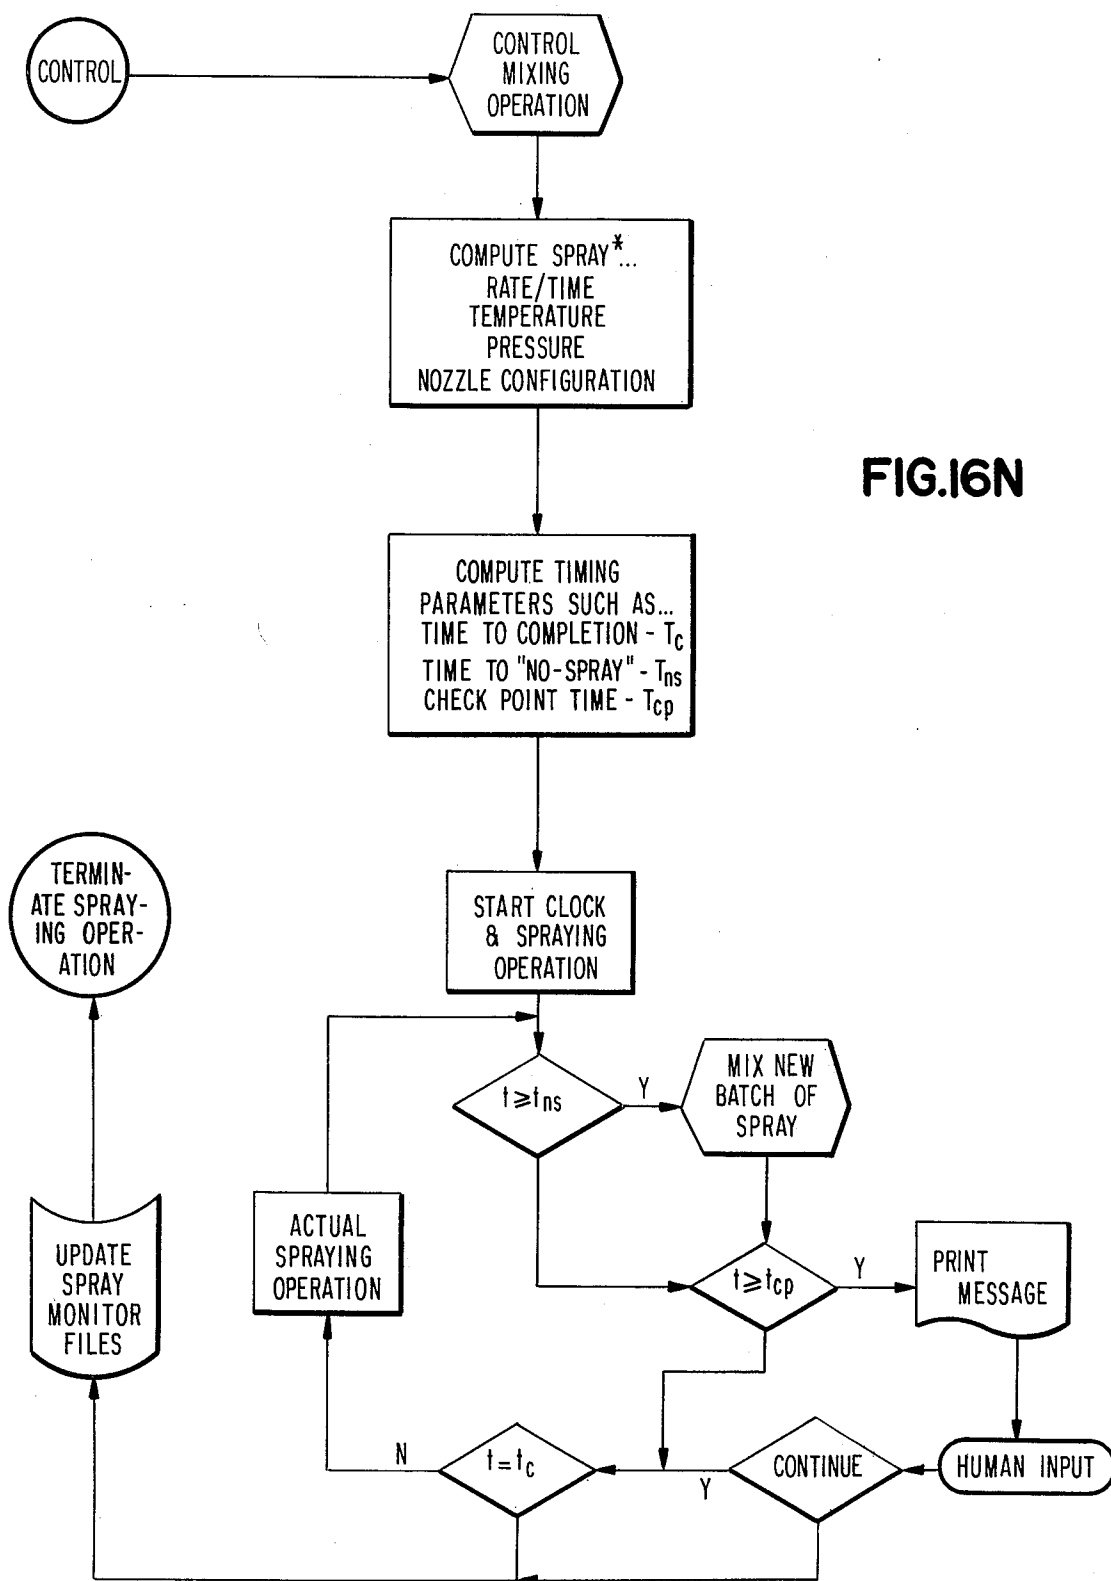 CONTROL
CONTROL
MIXING
OPERATION
COMPUTE SPRAY*...
RATE/TIME
TEMPERATURE
PRESSURE
NOZZLE CONFIGURATION
FIG.16N
COMPUTE TIMING
PARAMETERS SUCH AS...
TIME TO COMPLETION - Tc
TIME TO "NO-SPRAY" - Tns
CHECK POINT TIME - Tcp
START CLOCK
& SPRAYING
OPERATION
TERMIN-
ATE SPRAY-
ING OPER-
ATION
t≥tns
Y
MIX NEW
BATCH OF
SPRAY
ACTUAL
SPRAYING
OPERATION
UPDATE
SPRAY
MONITOR
FILES
t≥tcp
Y
PRINT
MESSAGE
N
t=tc
Y
CONTINUE
HUMAN INPUT